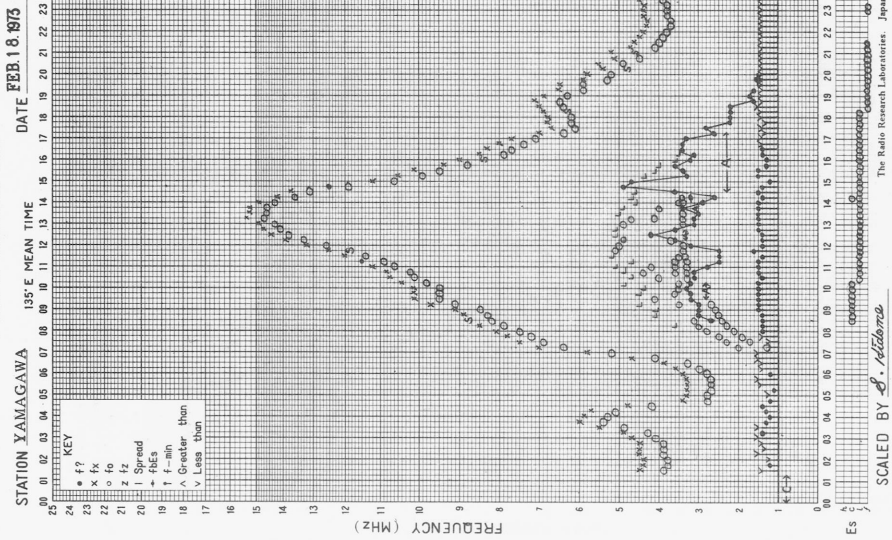 STATION YAMAGAWA 135°E MEAN TIME DATE FEB. 18. 1973
00 01 02 03 04 05 06 07 08 09 10 11 12 13 14 15 16 17 18 19 20 21 22 23
25
24
23
22
21
20
19
18
17
16
15
14
13
12
11
10
9
8
7
6
5
4
3
2
1
0
FREQUENCY (MHz)
KEY
• f?
x fx
o fo
z fz
| Spread
+ fbEs
† f-min
^ Greater than
v Less than
S
S
S
S
S
L
L
L
L
L
L
L
L
L
A
A
C
00 01 02 03 04 05 06 07 08 09 10 11 12 13 14 15 16 17 18 19 20 21 22 23
Es
h
c
l
f
SCALED BY
The Radio Research Laboratories. Japan